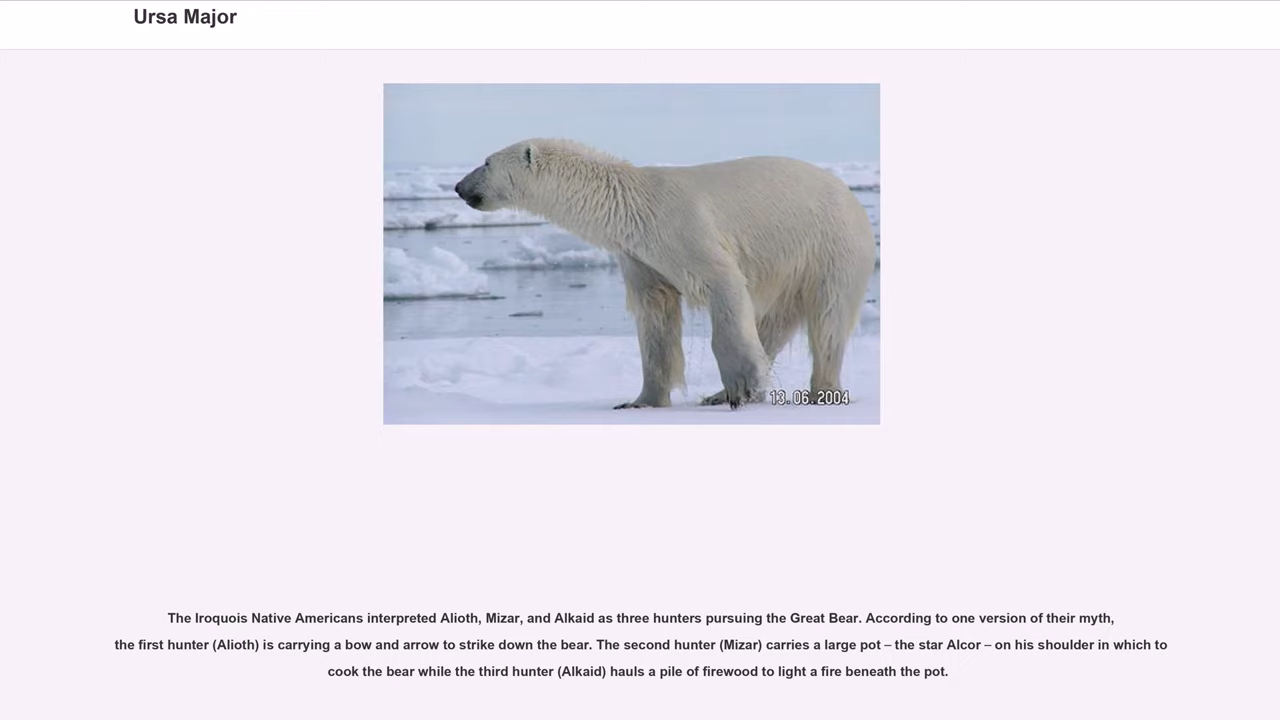 Ursa Major
13.06.2004
The Iroquois Native Americans interpreted Alioth, Mizar, and Alkaid as three hunters pursuing the Great Bear. According to one version of their myth,
the first hunter (Alioth) is carrying a bow and arrow to strike down the bear. The second hunter (Mizar) carries a large pot – the star Alcor – on his shoulder in which to
cook the bear while the third hunter (Alkaid) hauls a pile of firewood to light a fire beneath the pot.